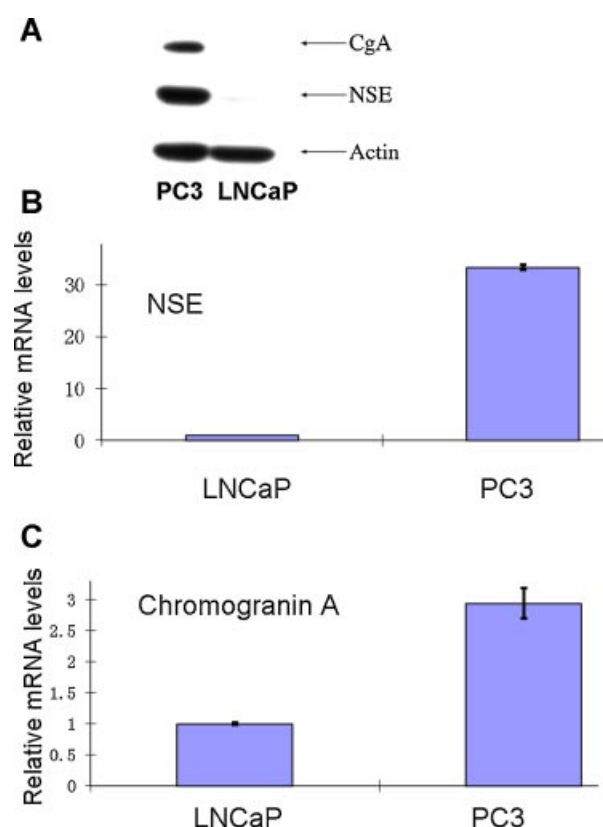 A
CgA
NSE
Actin
PC3 LNCaP
B
Relative mRNA levels
30
20
10
0
NSE
LNCaP PC3
C
Relative mRNA levels
3
2.5
2
1.5
1
0.5
0
Chromogranin A
LNCaP PC3